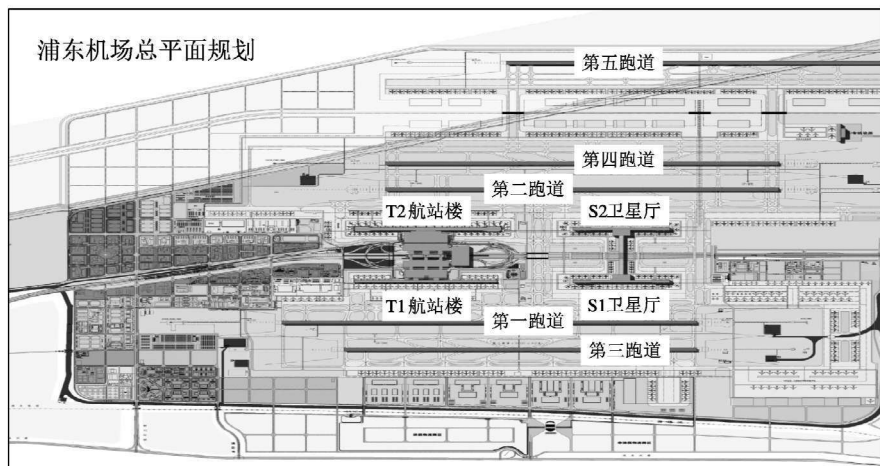 浦东机场总平面规划
第五跑道
第四跑道
第二跑道
T2航站楼
S2卫星厅
T1航站楼
第一跑道
S1卫星厅
第三跑道